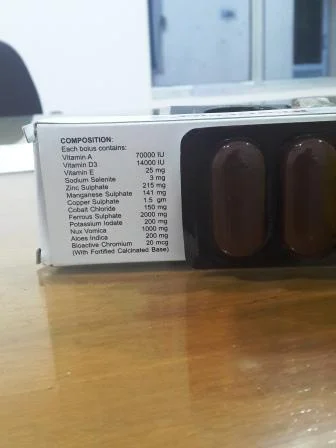 COMPOSITION:
Each bolus contains:
Vitamin A 70000 IU
Vitamin D3 14000 IU
Vitamin E 25 mg
Sodium Selenite 3 mg
Zinc Sulphate 215 mg
Manganese Sulphate 141 mg
Copper Sulphate 1.5 gm
Cobalt Chloride 150 mg
Ferrous Sulphate 2000 mg
Potassium Iodate 200 mg
Nux Vomica 1000 mg
Aloes Indica 200 mg
Bioactive Chromium 20 mcg
(With Fortified Calcinated Base)